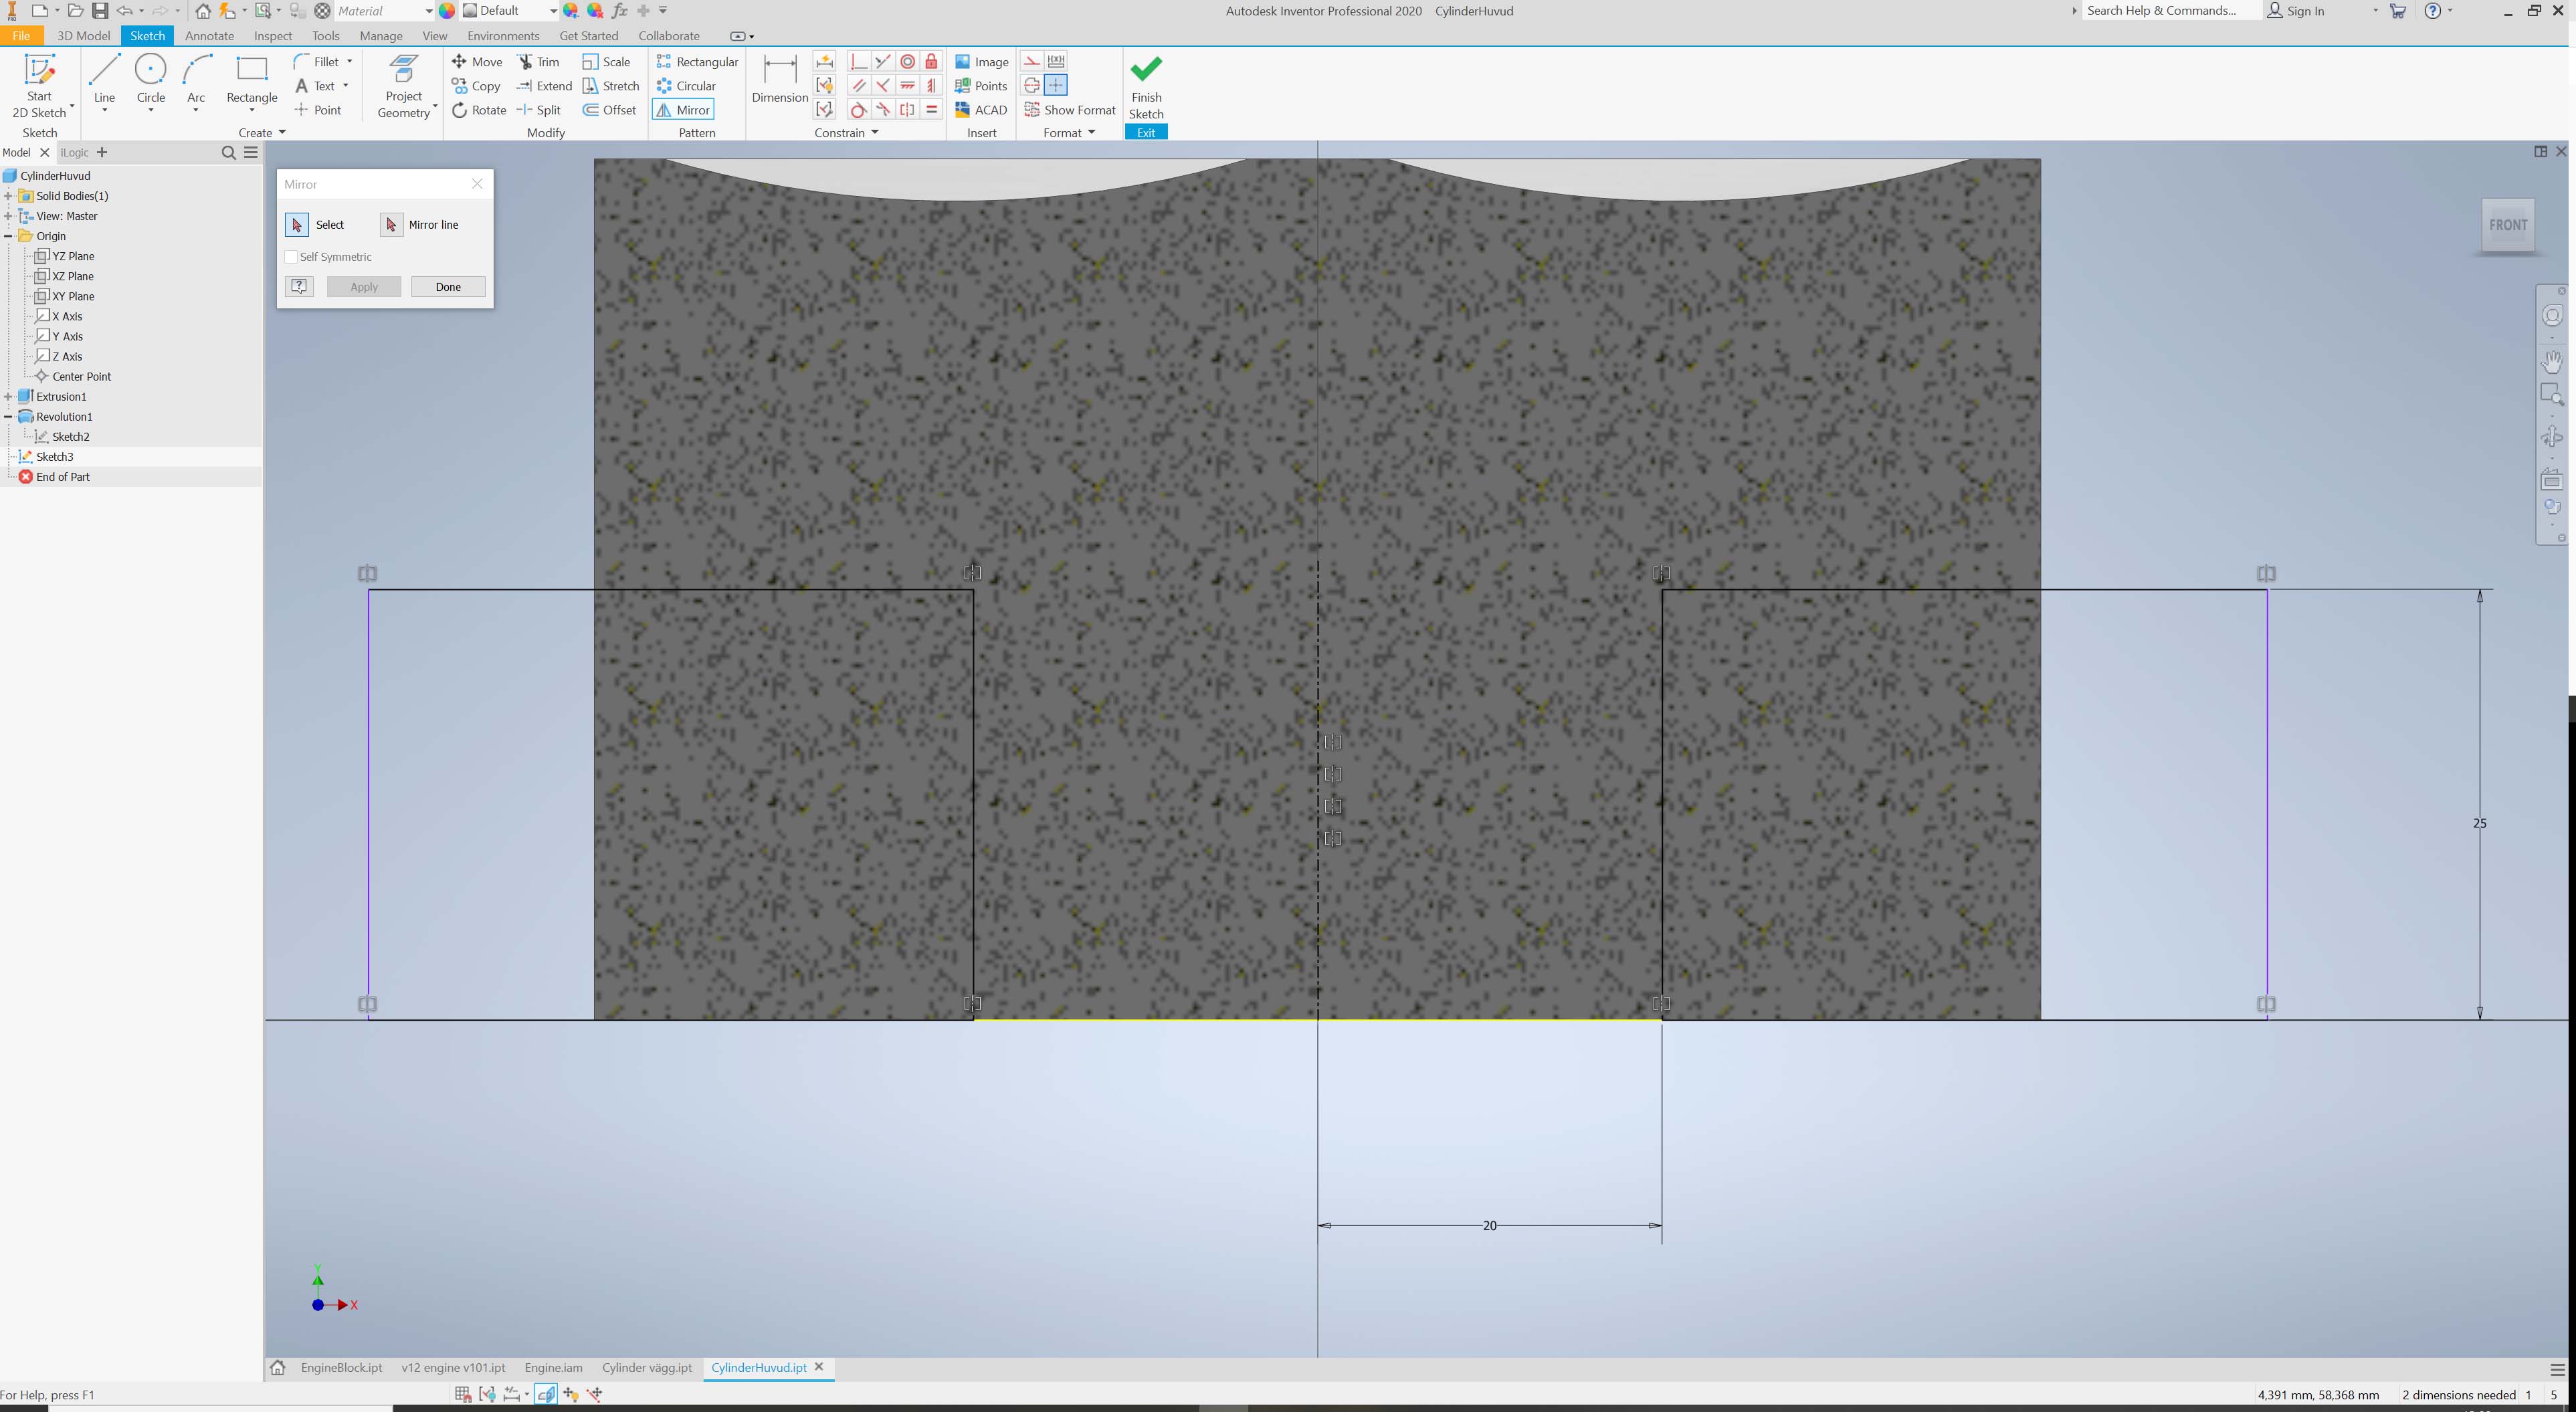 Material Default Autodesk Inventor Professional 2020 CylinderHuvud Search Help & Commands... Sign In
PRO
File 3D Model Sketch Annotate Inspect Tools Manage View Environments Get Started Collaborate
Start
2D Sketch
Line
Circle
Arc
Rectangle
Fillet
Text
Point
Project
Geometry
Move
Copy
Rotate
Trim
Extend
Split
Scale
Stretch
Offset
Rectangular
Circular
Mirror
Dimension
Image
Points
ACAD
Show Format
Finish
Sketch
Sketch Create Modify Pattern Constrain Insert Format Exit
Model iLogic
CylinderHuvud
Solid Bodies(1)
View: Master
Origin
YZ Plane
XZ Plane
XY Plane
X Axis
Y Axis
Z Axis
Center Point
Extrusion1
Revolution1
Sketch2
Sketch3
End of Part
Mirror
Select Mirror line
Self Symmetric
Apply Done
FRONT
25
20
Y
X
EngineBlock.ipt v12 engine v101.ipt Engine.iam Cylinder vägg.ipt CylinderHuvud.ipt
For Help, press F1 4,391 mm, 58,368 mm 2 dimensions needed 1 5